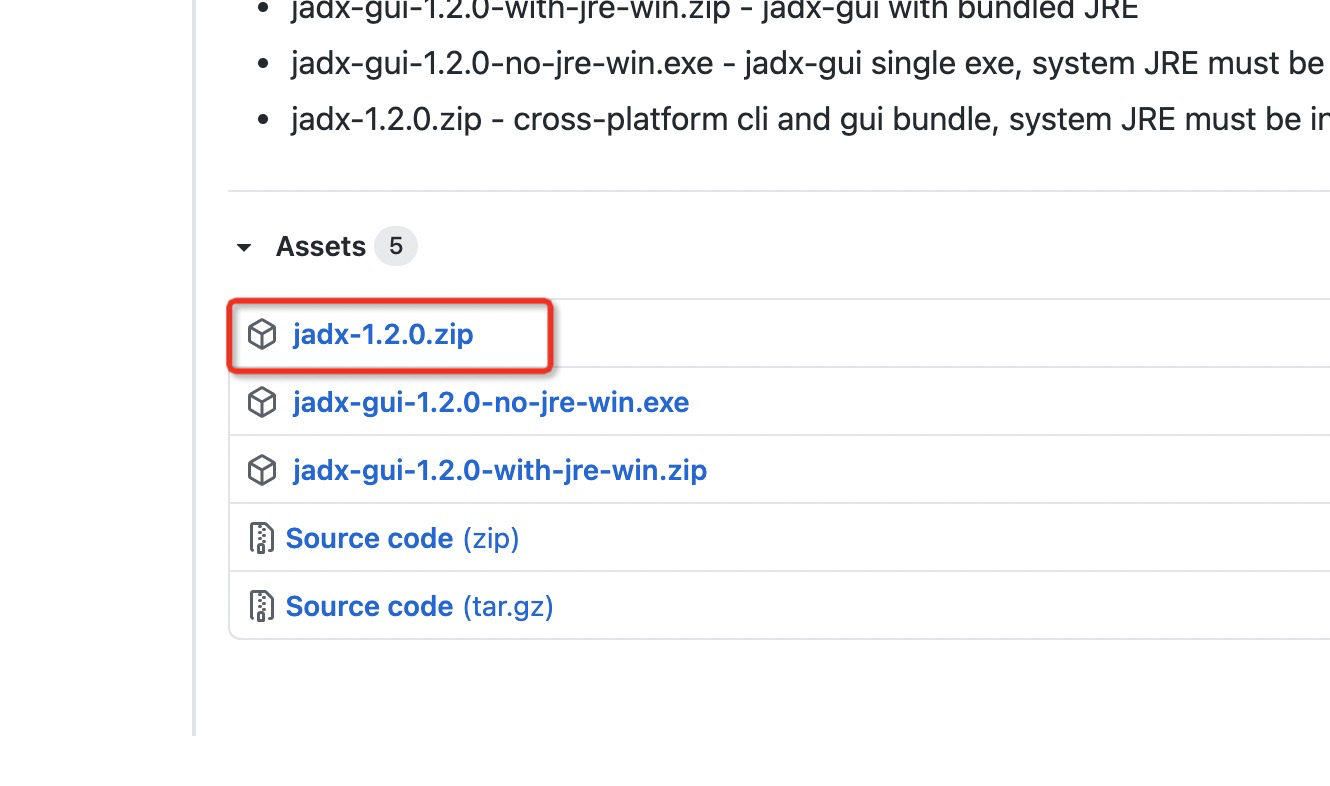 • jadx-gui-1.2.0-with-jre-win.zip - jadx-gui with bundled JRE
• jadx-gui-1.2.0-no-jre-win.exe - jadx-gui single exe, system JRE must be
• jadx-1.2.0.zip - cross-platform cli and gui bundle, system JRE must be in
Assets 5
jadx-1.2.0.zip
jadx-gui-1.2.0-no-jre-win.exe
jadx-gui-1.2.0-with-jre-win.zip
Source code (zip)
Source code (tar.gz)